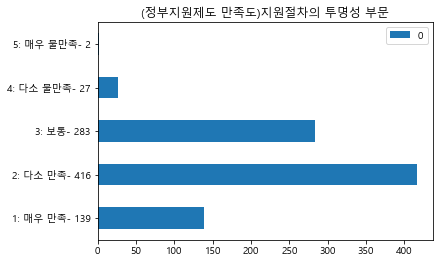 (정부지원제도 만족도)지원절차의 투명성 부문
0
5: 매우 불만족- 2
4: 다소 불만족- 27
3: 보통- 283
2: 다소 만족- 416
1: 매우 만족- 139
0 50 100 150 200 250 300 350 400